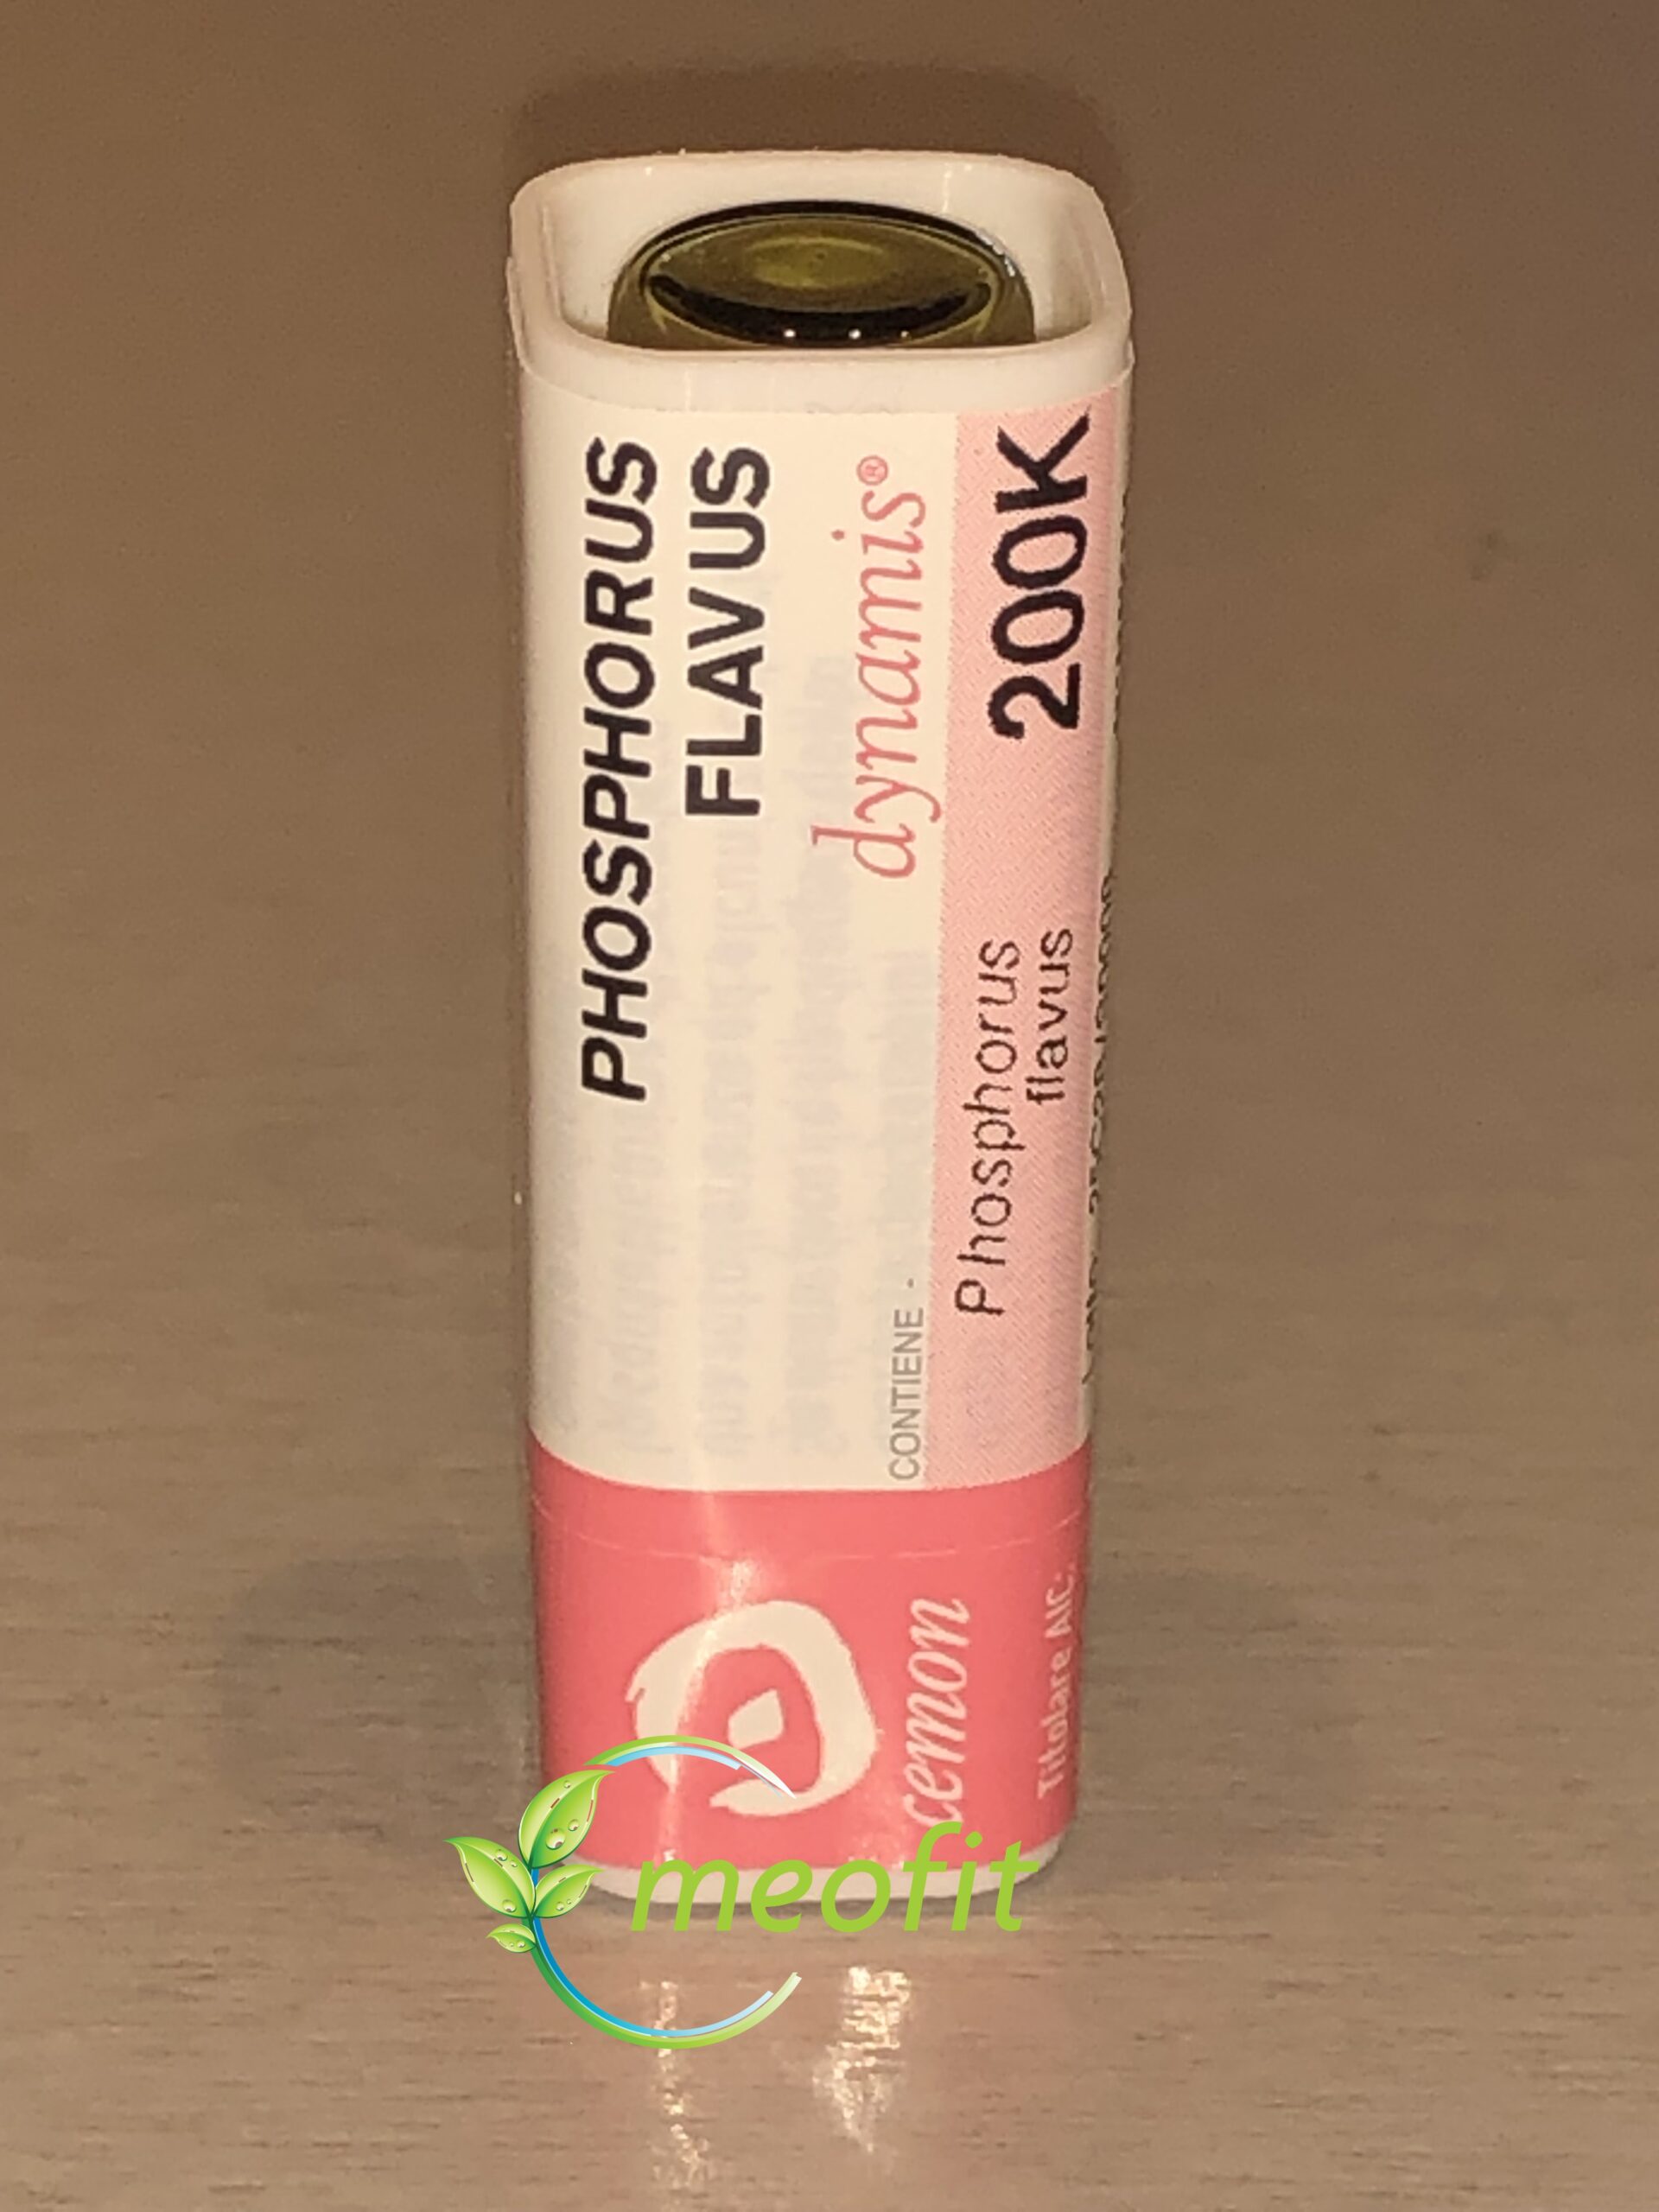 PHOSPHORUS
FLAVUS
dynamis®
CONTIENE -
200K
Phosphorus
flavus
cemon
Titolare AIC:
meofit